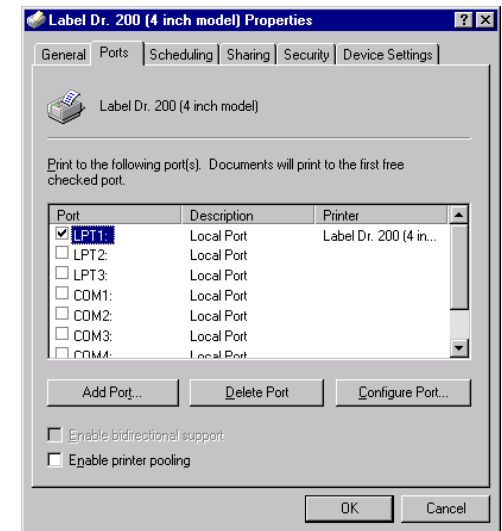 Label Dr. 200 (4 inch model) Properties
General Ports Scheduling Sharing Security Device Settings
Label Dr. 200 (4 inch model)
Print to the following port(s). Documents will print to the first free
checked port.
Port Description Printer
LPT1: Local Port Label Dr. 200 (4 in...
LPT2: Local Port
LPT3: Local Port
COM1: Local Port
COM2: Local Port
COM3: Local Port
COM4: Local Port
Add Port... Delete Port Configure Port...
Enable bidirectional support
Enable printer pooling
OK Cancel